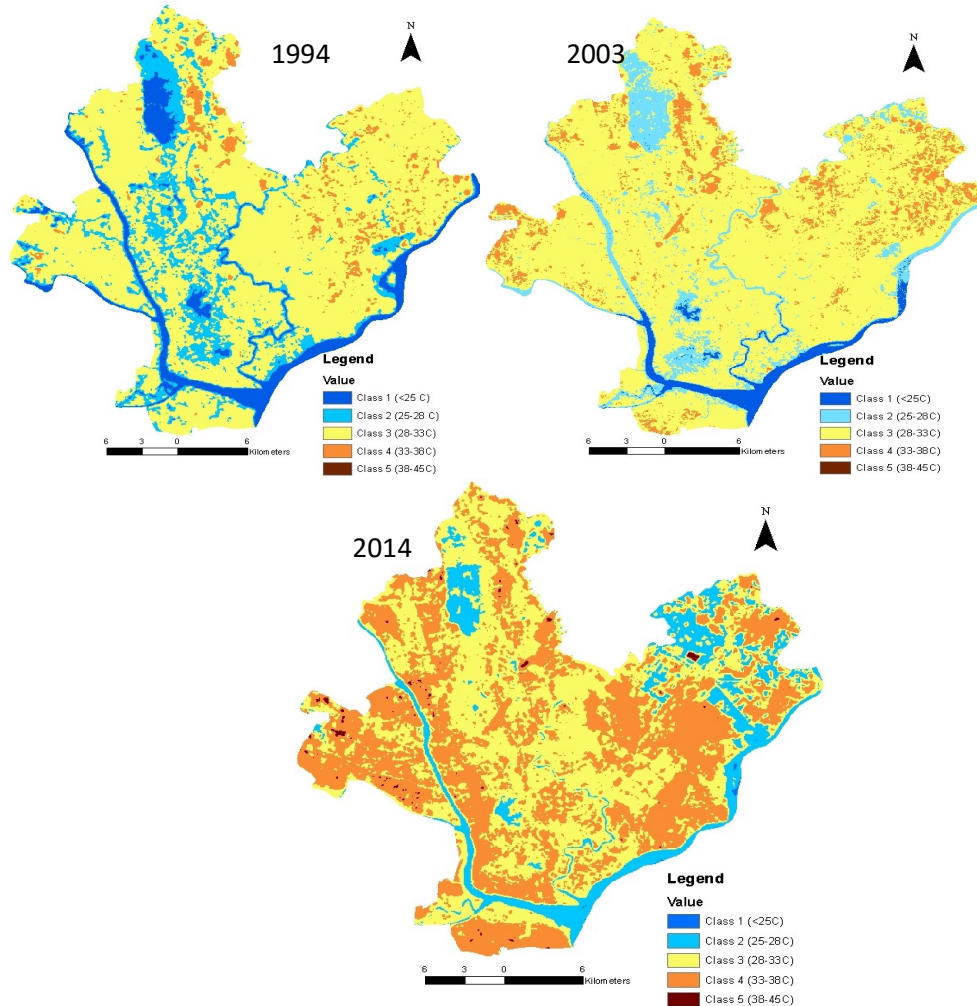 1994
N
Legend
Value
Class 1 (<25 C)
Class 2 (25-28 C)
Class 3 (28-33C)
Class 4 (33-38C)
Class 5 (38-45C)
6 3 0 6
Kilometers
2003
N
Legend
Value
Class 1 (<25C)
Class 2 (25-28C)
Class 3 (28-33C)
Class 4 (33-38C)
Class 5 (38-45C)
6 3 0 6
Kilometers
2014
N
Legend
Value
Class 1 (<25C)
Class 2 (25-28C)
Class 3 (28-33C)
Class 4 (33-38C)
Class 5 (38-45C)
6 3 0 6
Kilometers